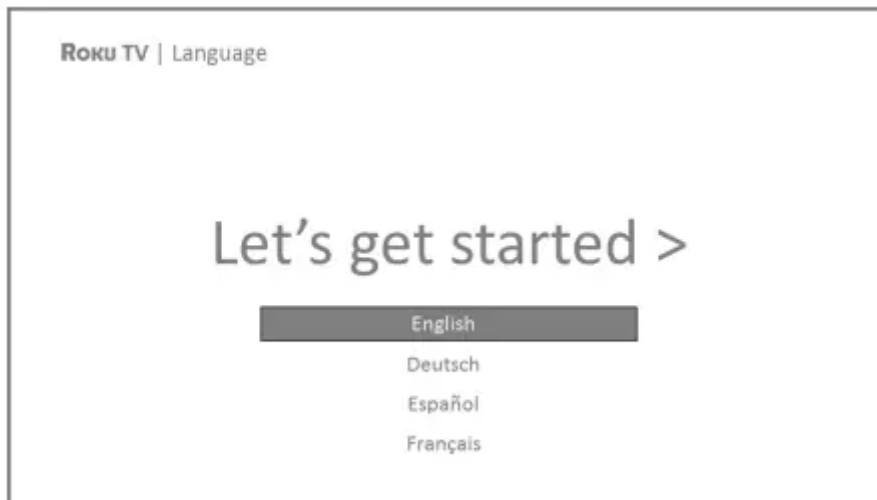 ROKU TV | Language
Let's get started >
English
Deutsch
Español
Français